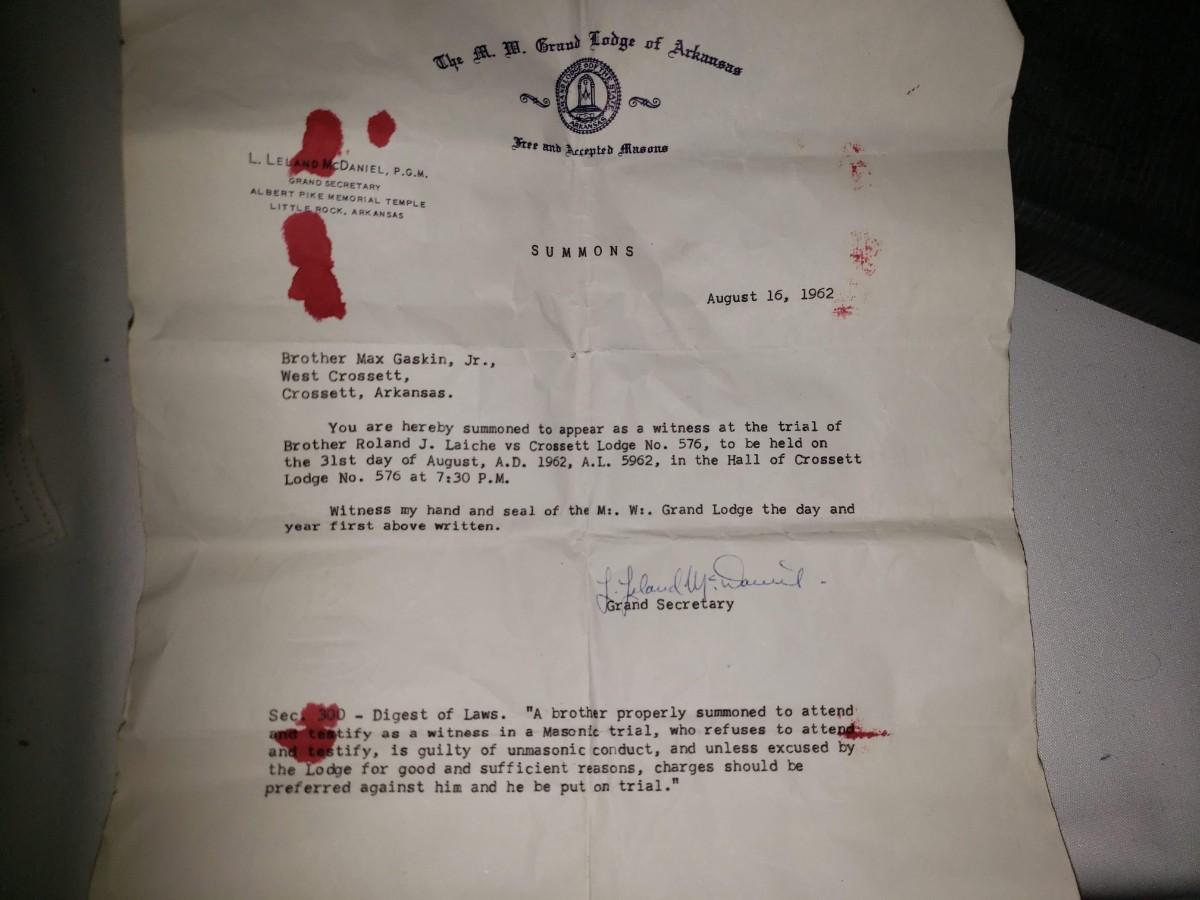 The M. W. Grand Lodge of Arkansas
GRAND LODGE OF THE STATE
ARKANSAS
Free and Accepted Masons
L. LELAND MCDANIEL, P.G.M.
GRAND SECRETARY
ALBERT PIKE MEMORIAL TEMPLE
LITTLE ROCK, ARKANSAS
SUMMONS
August 16, 1962
Brother Max Gaskin, Jr.,
West Crossett,
Crossett, Arkansas.
You are hereby summoned to appear as a witness at the trial of
Brother Roland J. Laiche vs Crossett Lodge No. 576, to be held on
the 31st day of August, A.D. 1962, A.L. 5962, in the Hall of Crossett
Lodge No. 576 at 7:30 P.M.
Witness my hand and seal of the M:. W:. Grand Lodge the day and
year first above written.
L. Leland McDaniel
Grand Secretary
Sec. 300 - Digest of Laws. "A brother properly summoned to attend
and testify as a witness in a Masonic trial, who refuses to attend
and testify, is guilty of unmasonic conduct, and unless excused by
the Lodge for good and sufficient reasons, charges should be
preferred against him and he be put on trial."